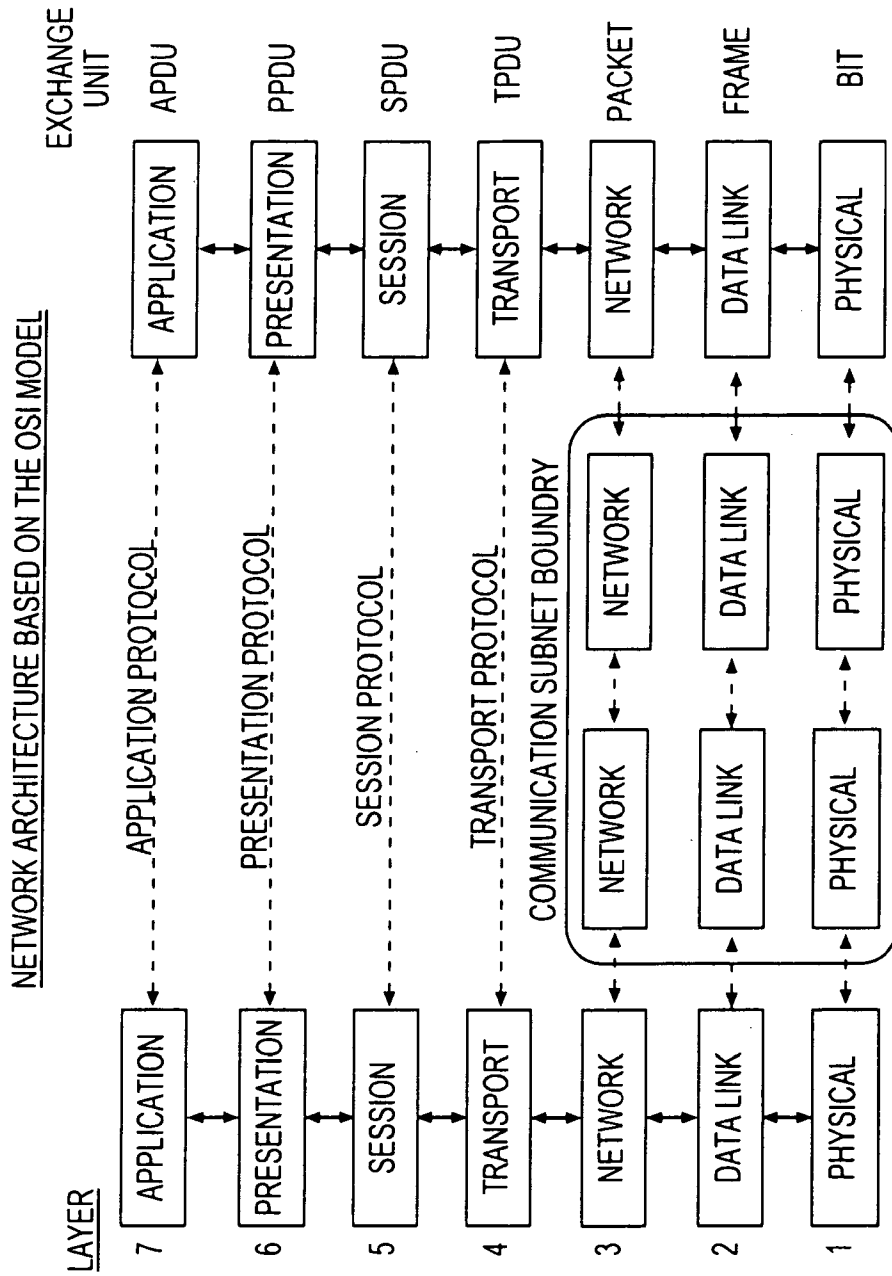 NETWORK ARCHITECTURE BASED ON THE OSI MODEL
LAYER
EXCHANGE
UNIT
7
APPLICATION
APPLICATION PROTOCOL
APPLICATION
APDU
6
PRESENTATION
PRESENTATION PROTOCOL
PRESENTATION
PPDU
5
SESSION
SESSION PROTOCOL
SESSION
SPDU
4
TRANSPORT
TRANSPORT PROTOCOL
TRANSPORT
TPDU
COMMUNICATION SUBNET BOUNDRY
3
NETWORK
NETWORK
NETWORK
NETWORK
PACKET
2
DATA LINK
DATA LINK
DATA LINK
DATA LINK
FRAME
1
PHYSICAL
PHYSICAL
PHYSICAL
PHYSICAL
BIT